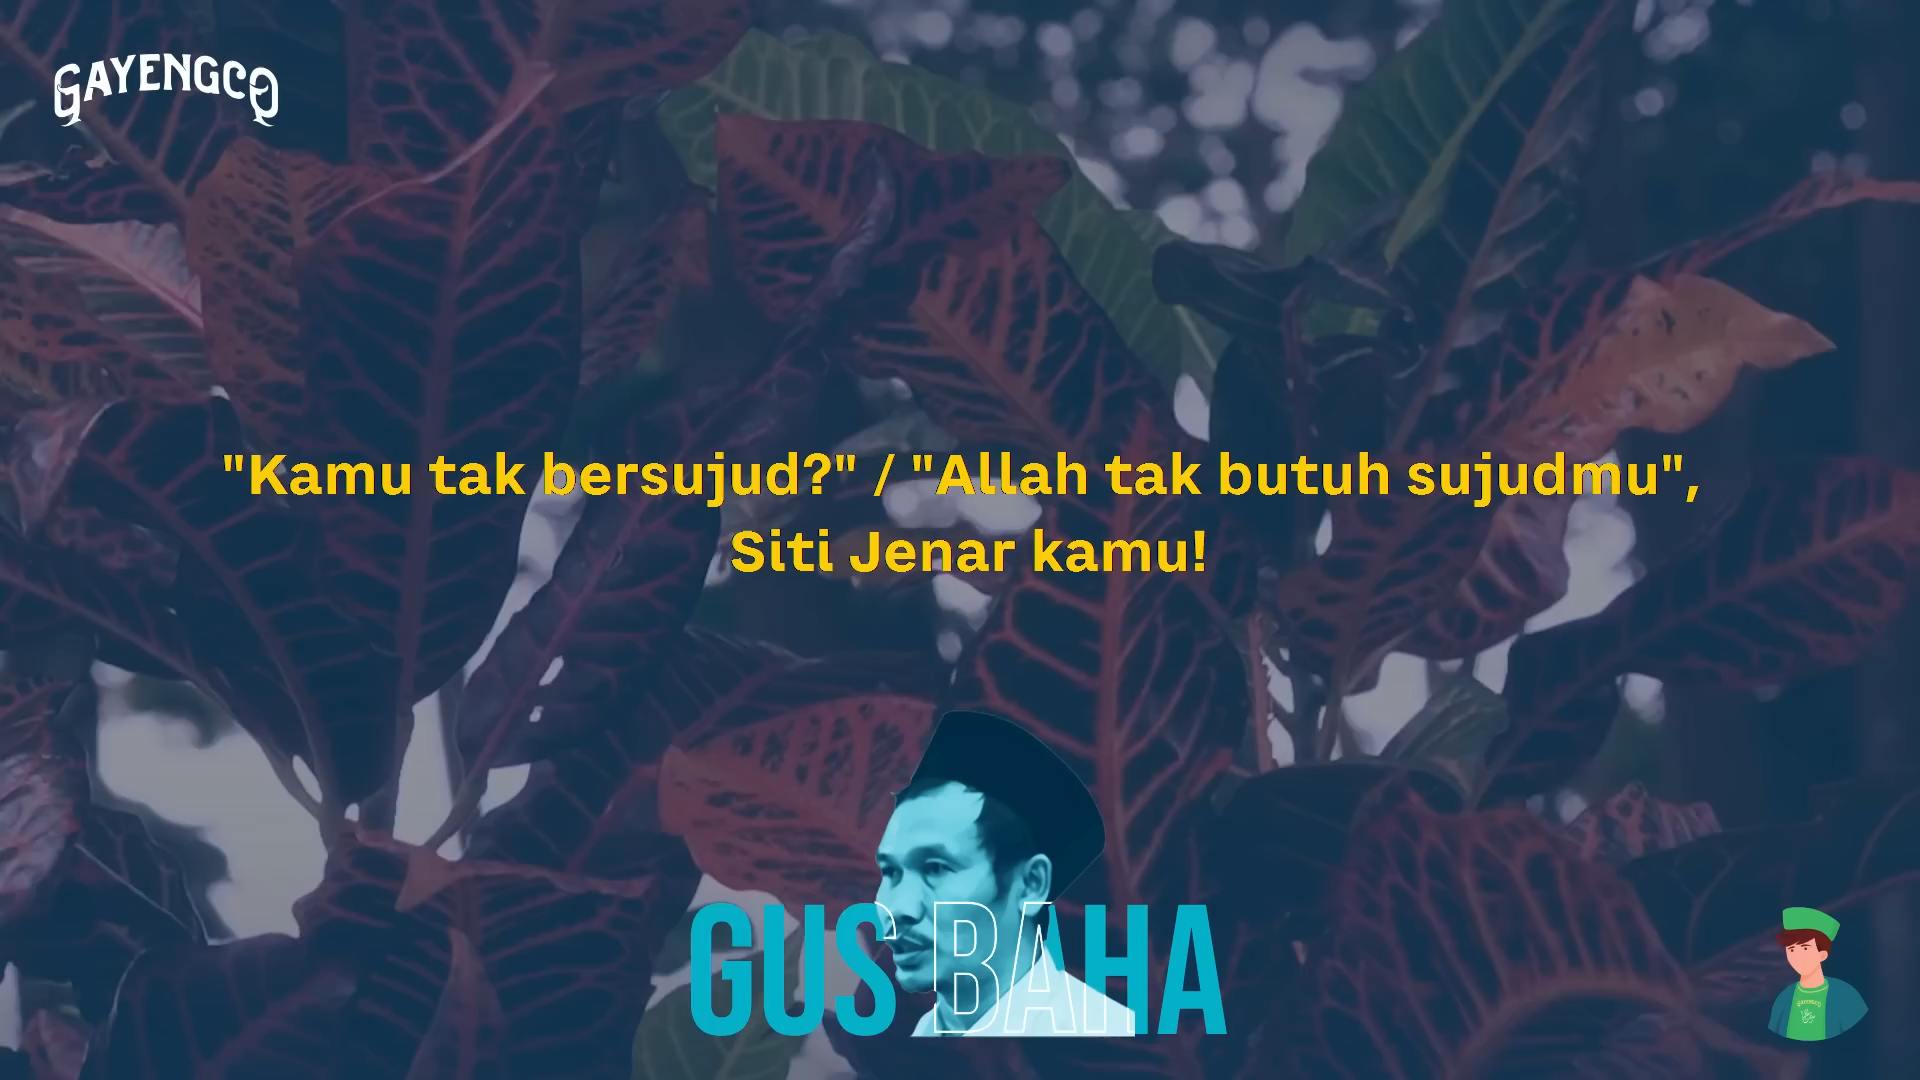 GAYENGCO
"Kamu tak bersujud?" / "Allah tak butuh sujudmu",
Siti Jenar kamu!
GUS BAHA